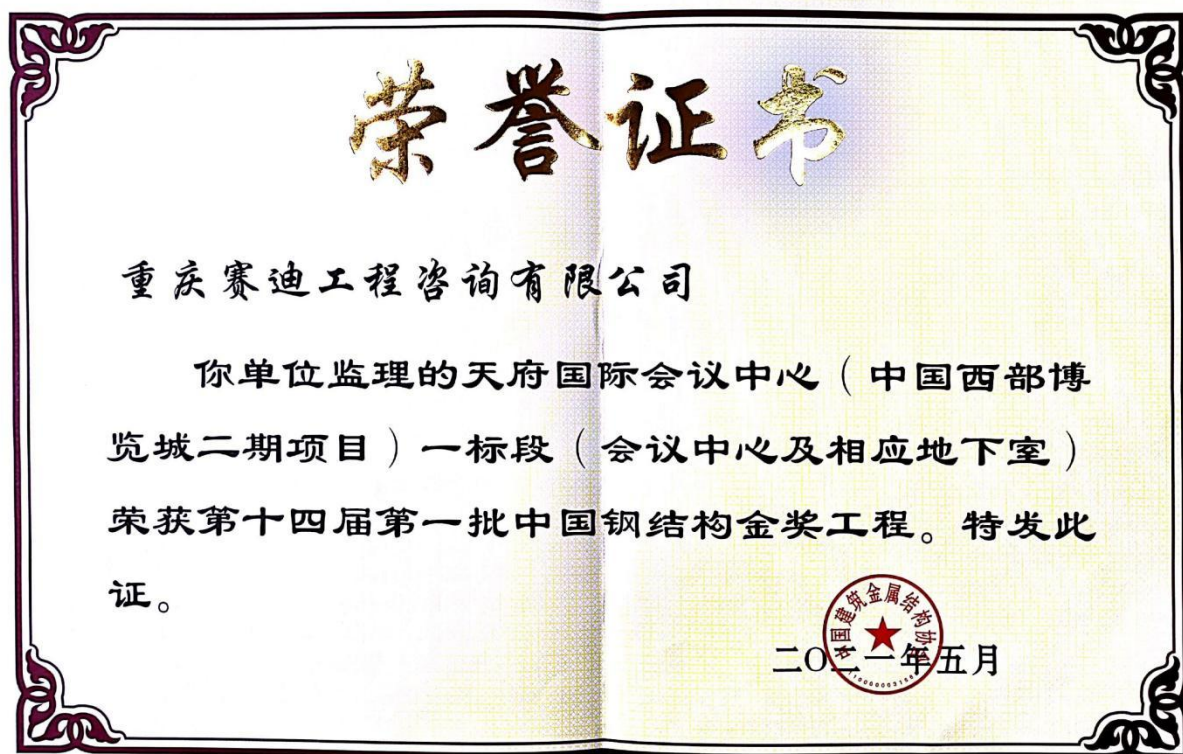 荣誉证书
重庆赛迪工程咨询有限公司
你单位监理的天府国际会议中心（中国西部博
览城二期项目）一标段（会议中心及相应地下室）
荣获第十四届第一批中国钢结构金奖工程。特发此
证。
中国建筑金属结构协会
二〇二一年五月